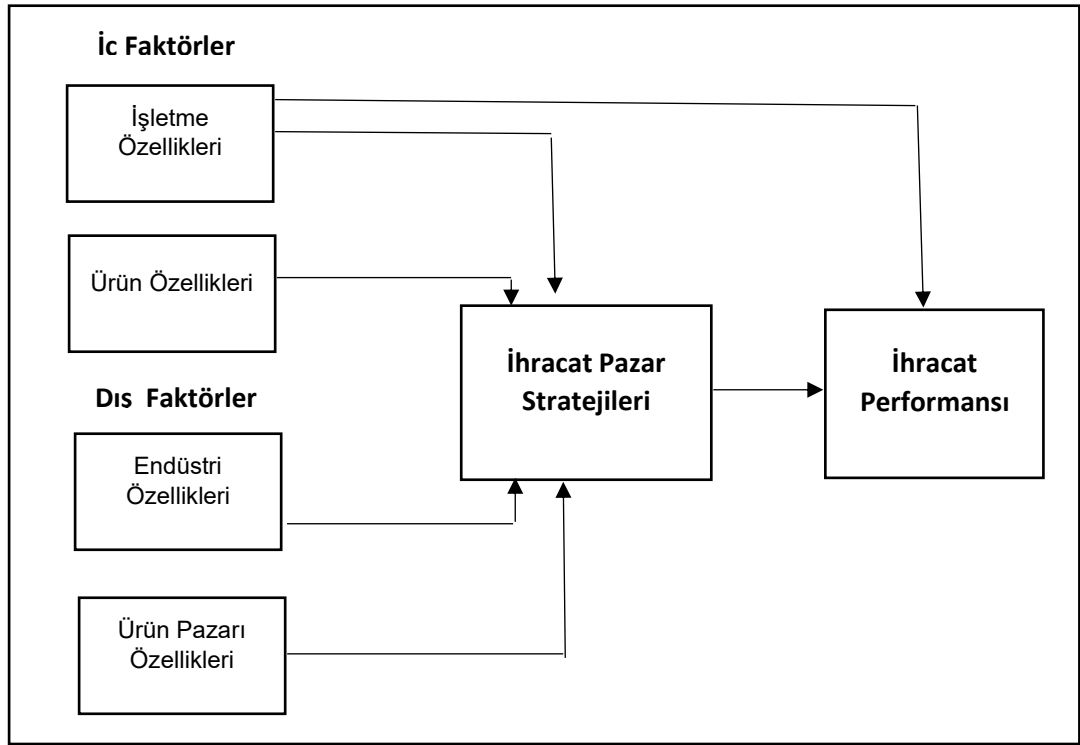 İc Faktörler
İşletme
Özellikleri
Ürün Özellikleri
Dıs Faktörler
Endüstri
Özellikleri
Ürün Pazarı
Özellikleri
İhracat Pazar
Stratejileri
İhracat
Performansı